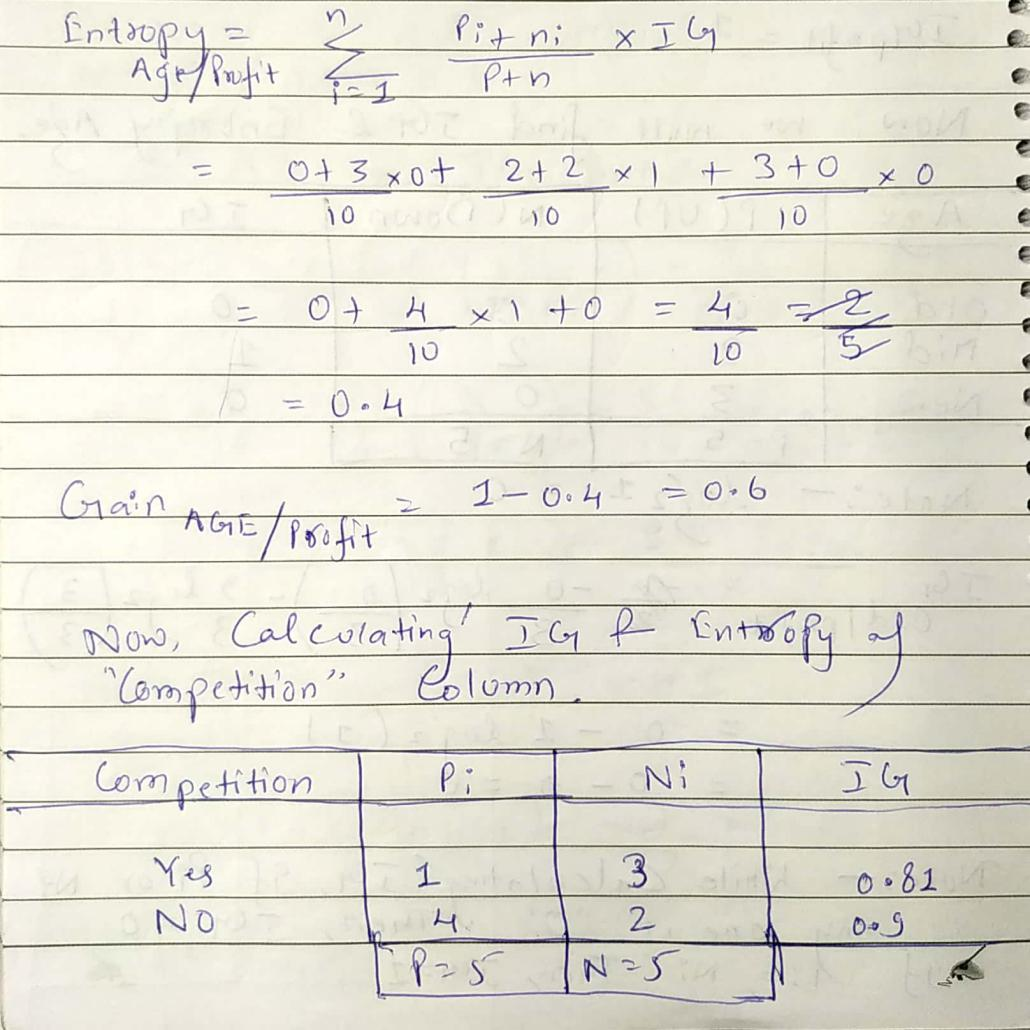 Entropy Age/Profit = n Σ i=1 Pi+ni/P+n × IG
= 0+3/10 ×0+ 2+2/10 ×1 + 3+0/10 × 0
= 0+ 4/10 ×1 +0 = 4/10 = 2/5
= 0.4
Gain AGE/Profit = 1-0.4 = 0.6
Now, Calculating IG & Entropy of
"Competition" Column.
Competition Pi Ni IG
Yes 1 3 0.81
NO 4 2 0.9
P=5 N=5